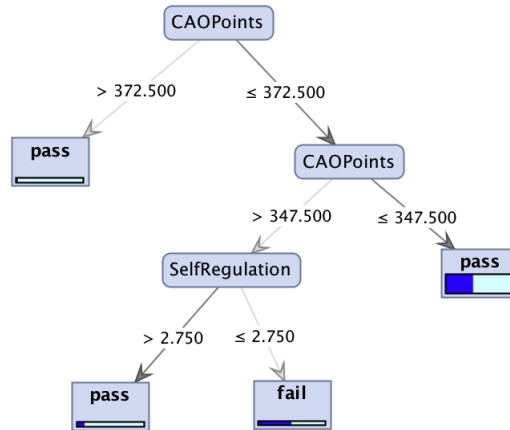 CAOPoints
> 372.500
≤ 372.500
pass
CAOPoints
> 347.500
≤ 347.500
SelfRegulation
pass
> 2.750
≤ 2.750
pass
fail